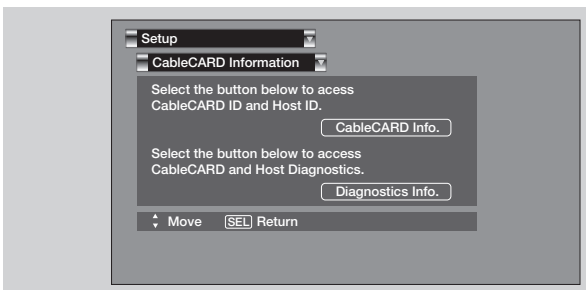 Setup
CableCARD Information
Select the button below to acess
CableCARD ID and Host ID.
CableCARD Info.
Select the button below to access
CableCARD and Host Diagnostics.
Diagnostics Info.
Move SEL Return